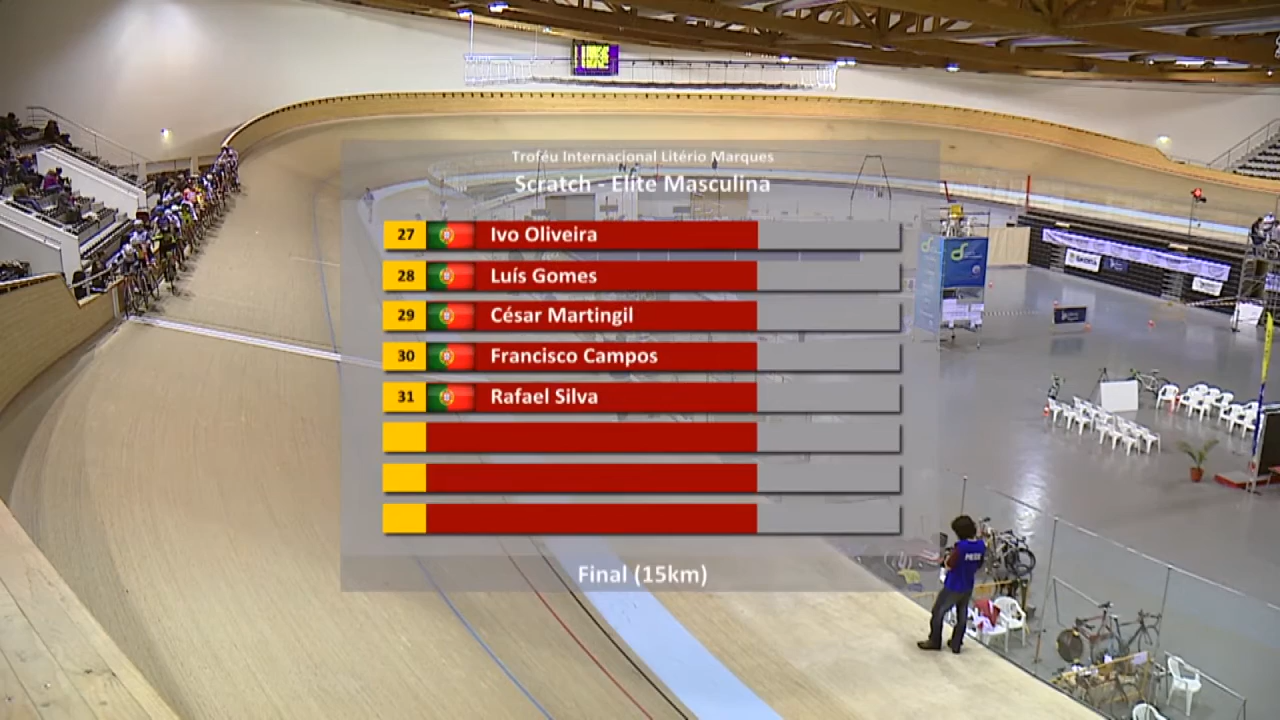 Troféu Internacional Litério Marques
Scratch - Elite Masculina
27 Ivo Oliveira
28 Luís Gomes
29 César Martingil
30 Francisco Campos
31 Rafael Silva
Final (15km)